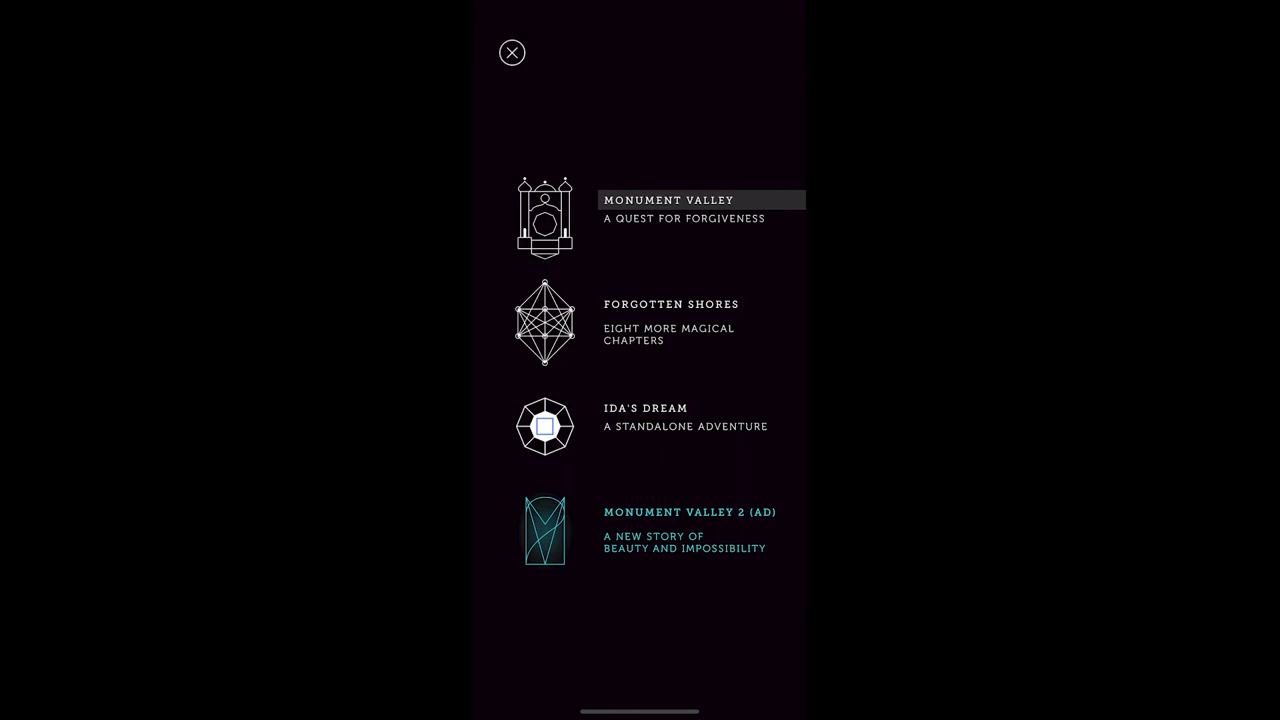 MONUMENT VALLEY
A QUEST FOR FORGIVENESS
FORGOTTEN SHORES
EIGHT MORE MAGICAL
CHAPTERS
IDA'S DREAM
A STANDALONE ADVENTURE
MONUMENT VALLEY 2 (AD)
A NEW STORY OF
BEAUTY AND IMPOSSIBILITY